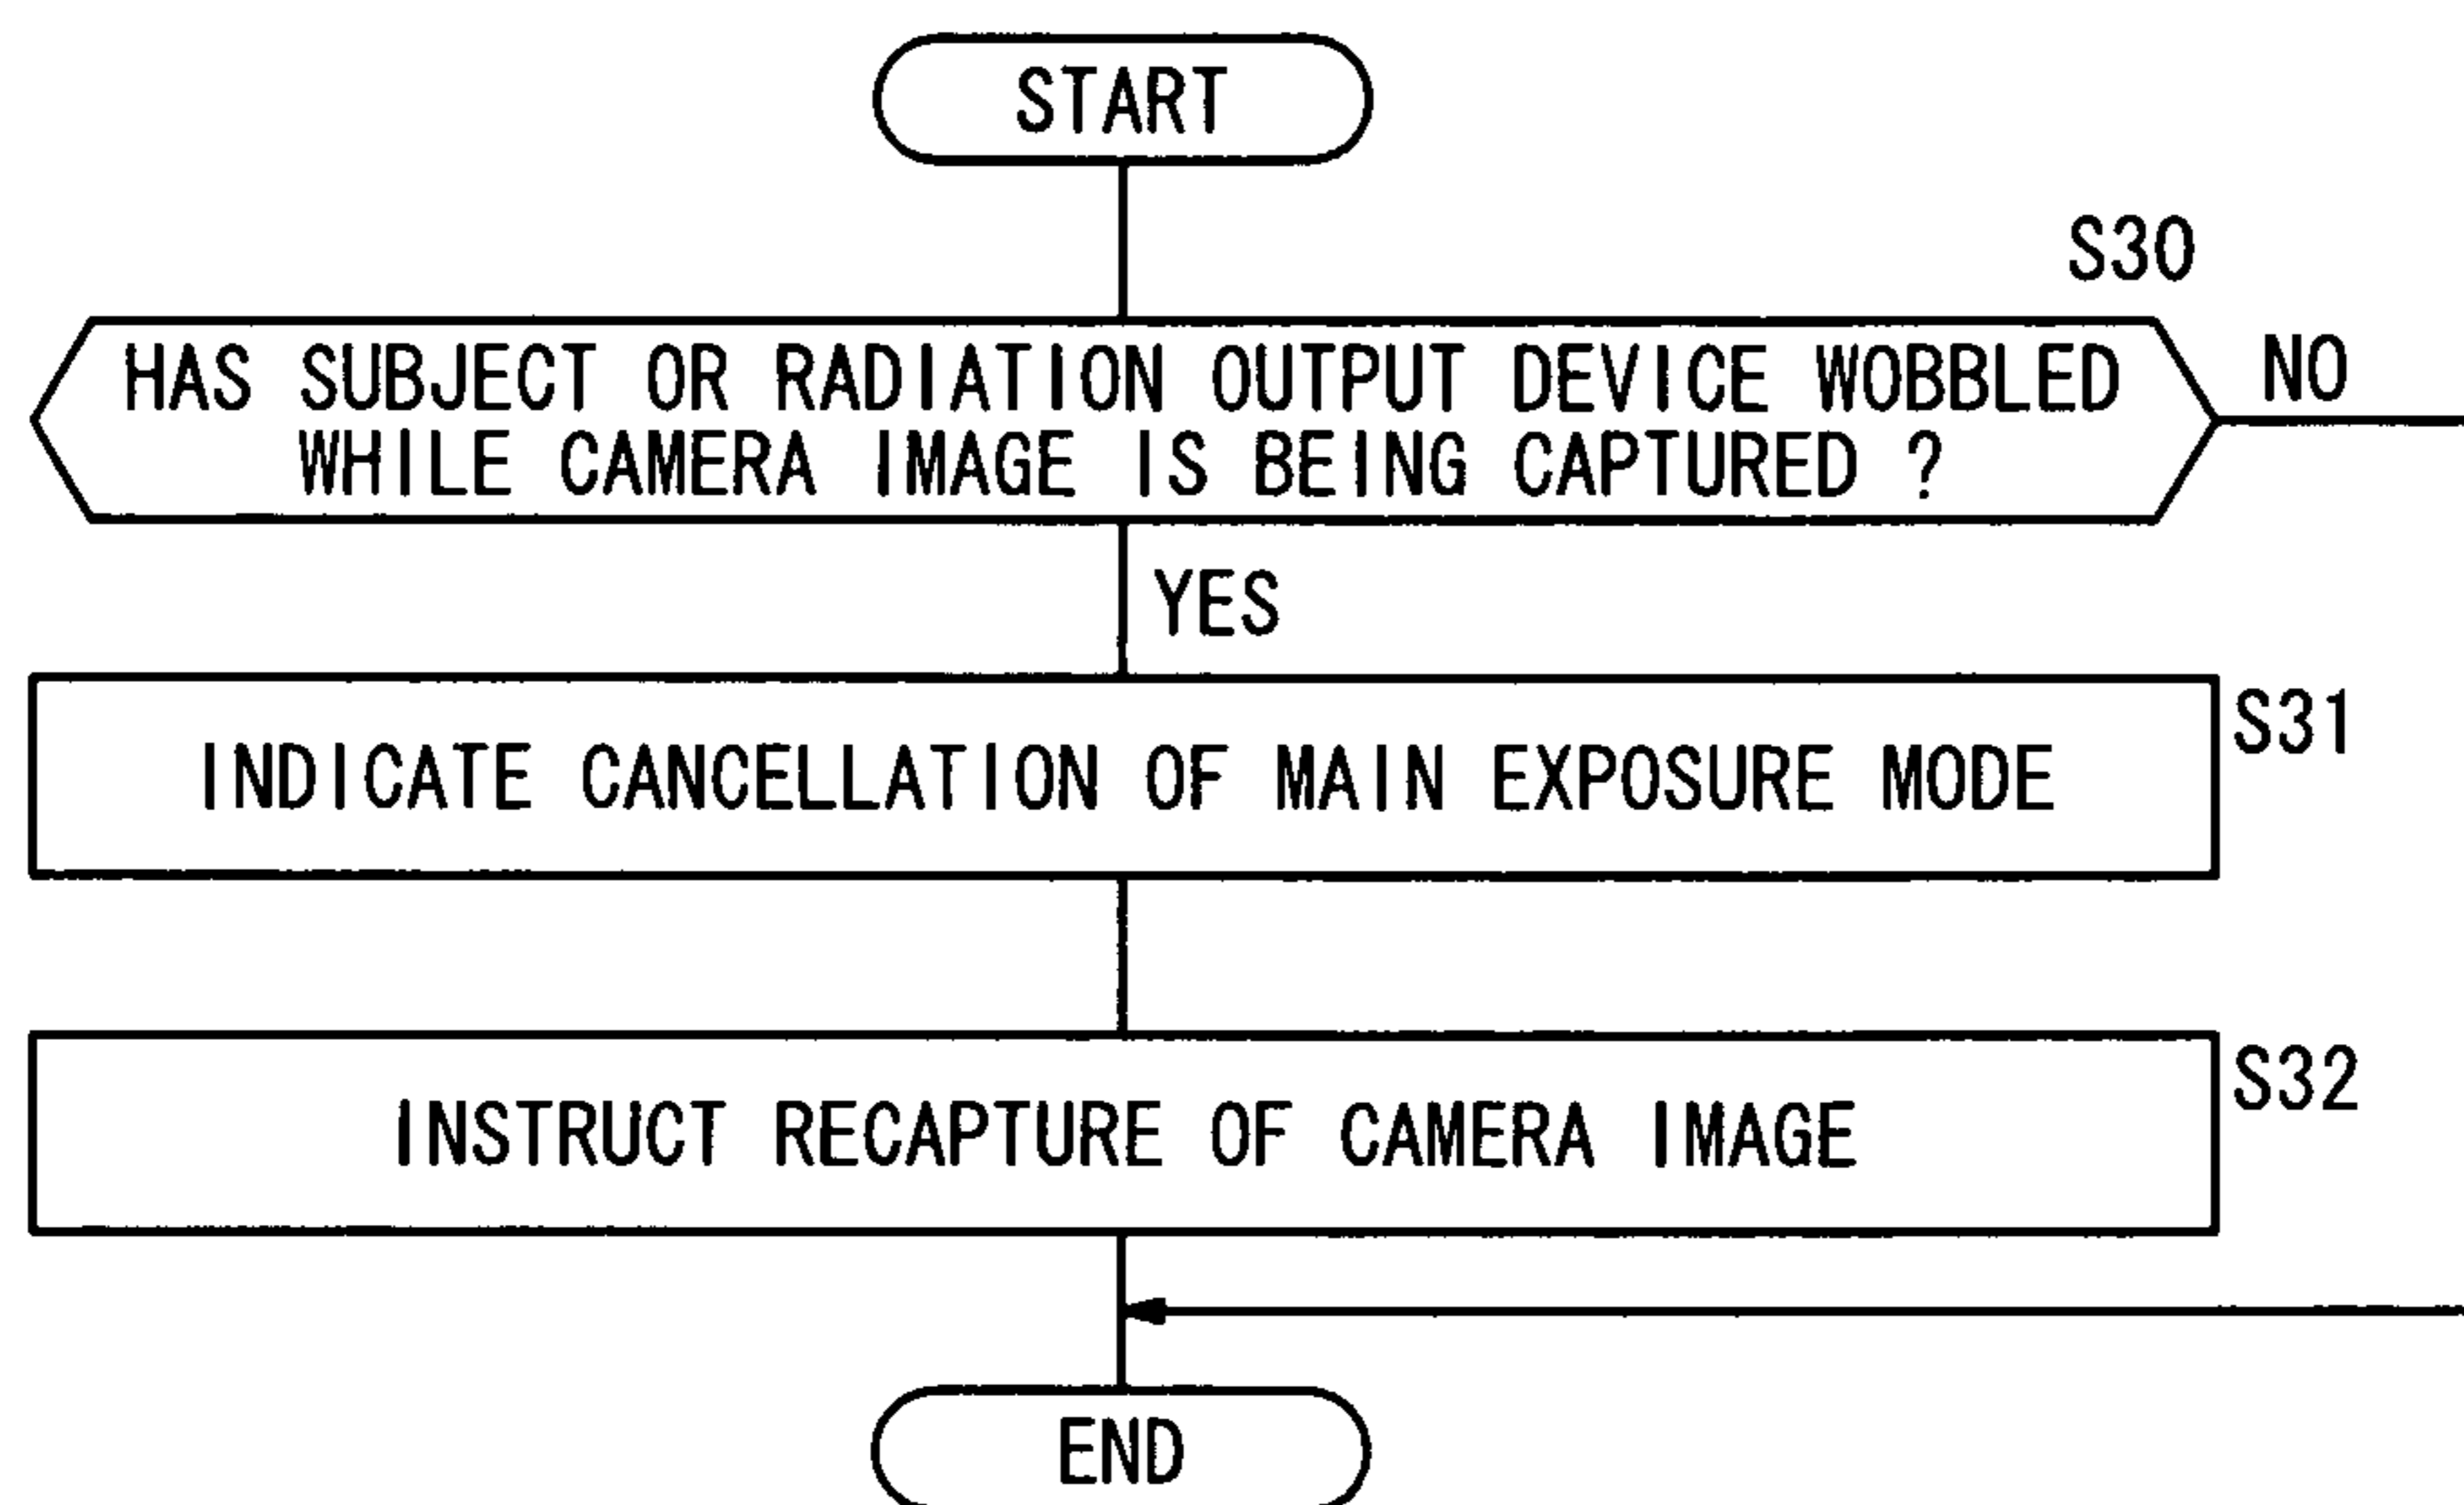 START
S30
HAS SUBJECT OR RADIATION OUTPUT DEVICE WOBBLED
WHILE CAMERA IMAGE IS BEING CAPTURED ?
NO
YES
S31
INDICATE CANCELLATION OF MAIN EXPOSURE MODE
S32
INSTRUCT RECAPTURE OF CAMERA IMAGE
END